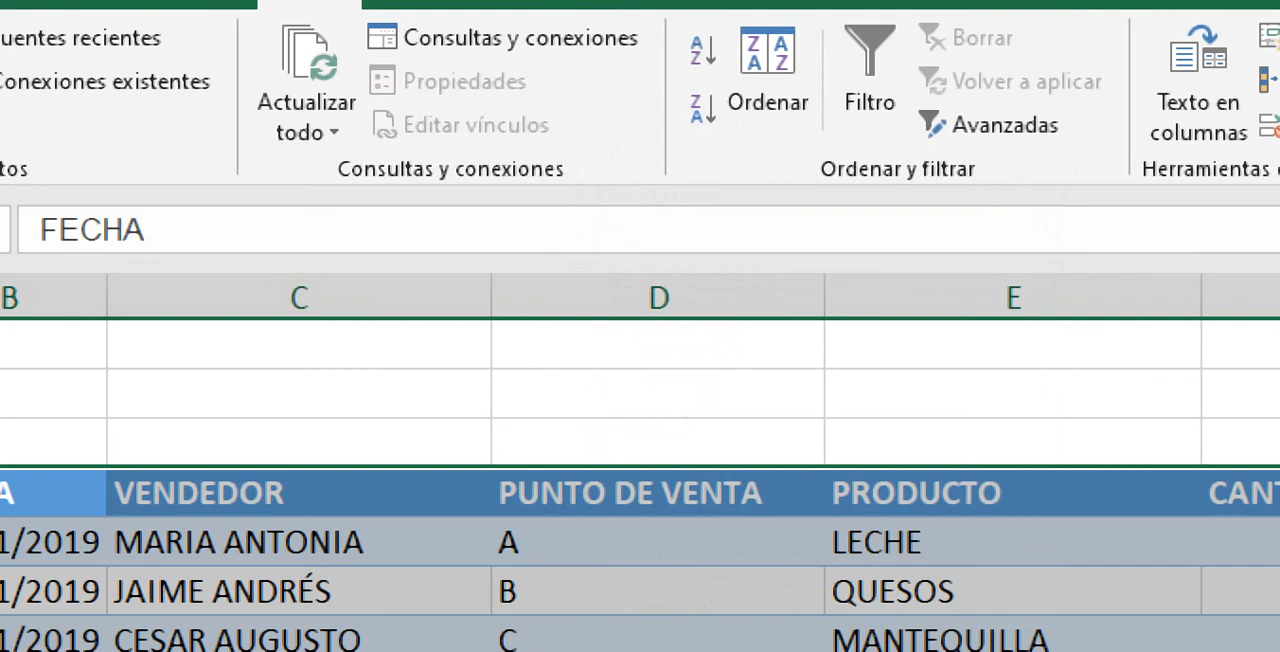 uentes recientes
Conexiones existentes
tos
Actualizar
todo
Consultas y conexiones
Propiedades
Editar vínculos
Consultas y conexiones
A
Z
Z
A
Z A
A Z
Ordenar
Filtro
Borrar
Volver a aplicar
Avanzadas
Ordenar y filtrar
Texto en
columnas
Herramientas
FECHA
B C D E
A VENDEDOR PUNTO DE VENTA PRODUCTO CANT
1/2019 MARIA ANTONIA A LECHE
1/2019 JAIME ANDRÉS B QUESOS
1/2019 CESAR AUGUSTO C MANTEQUILLA